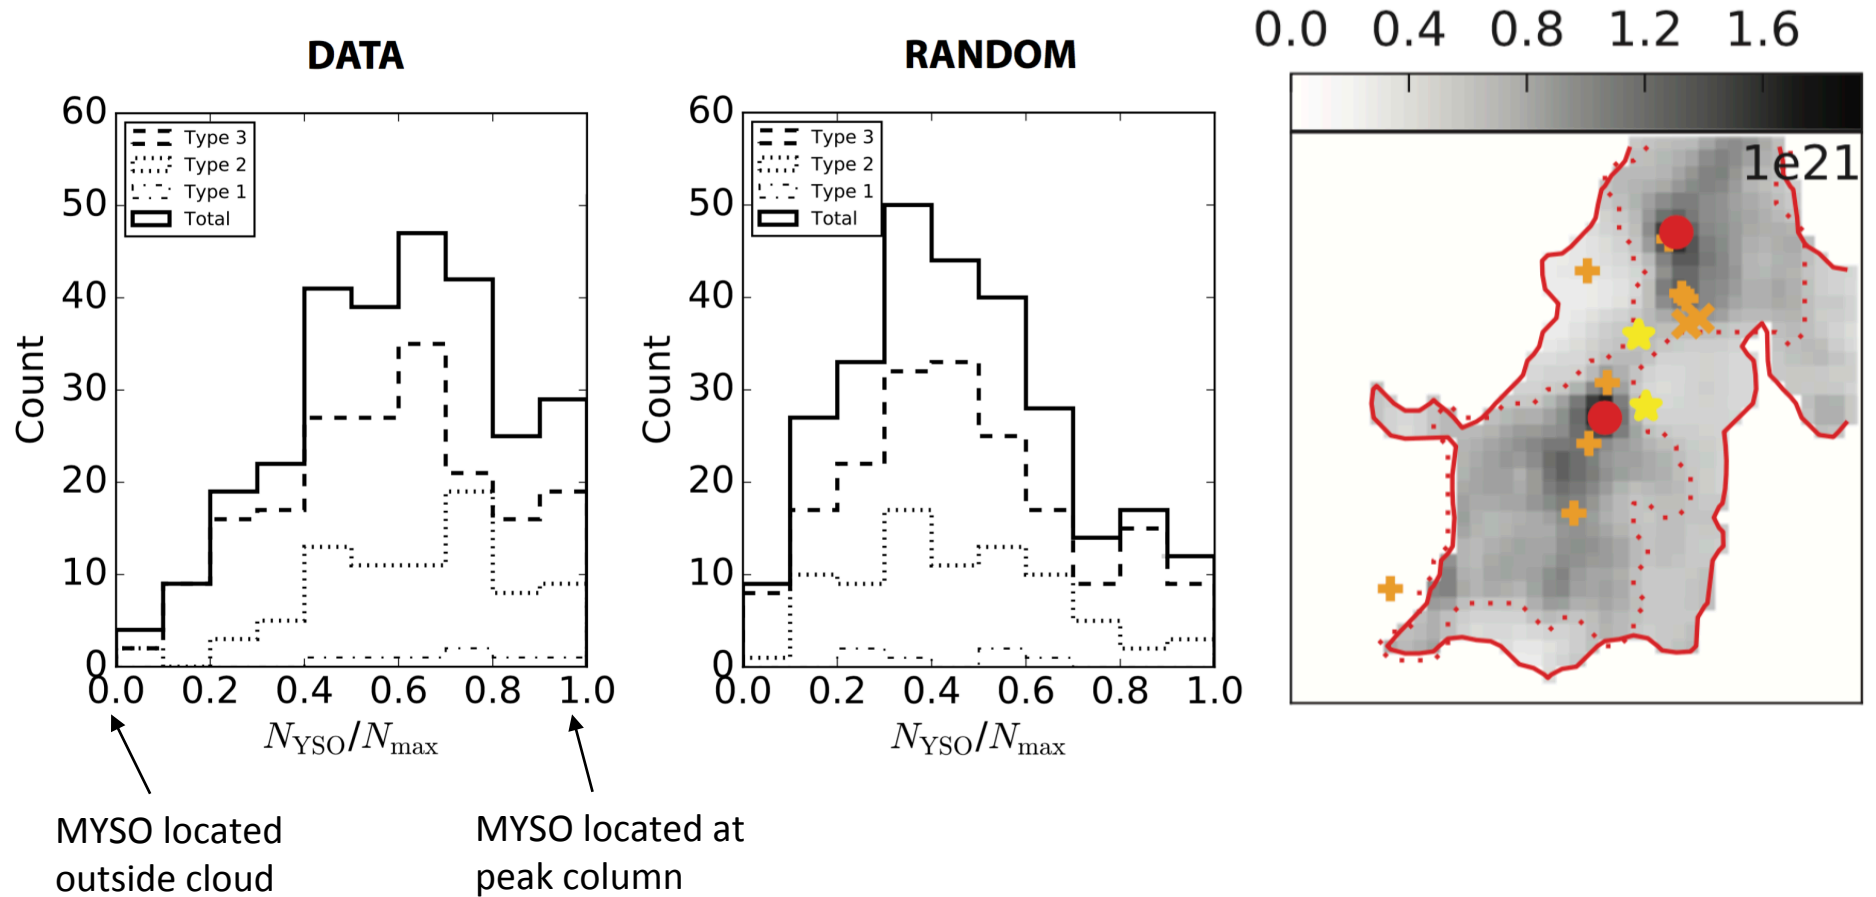 DATA
60
50
40
30
20
10
0
Count
Type 3
Type 2
Type 1
Total
0.0 0.2 0.4 0.6 0.8 1.0
N_YSO/N_max
MYSO located
outside cloud
MYSO located at
peak column
RANDOM
60
50
40
30
20
10
0
Count
Type 3
Type 2
Type 1
Total
0.0 0.2 0.4 0.6 0.8 1.0
N_YSO/N_max
0.0 0.4 0.8 1.2 1.6
1e21